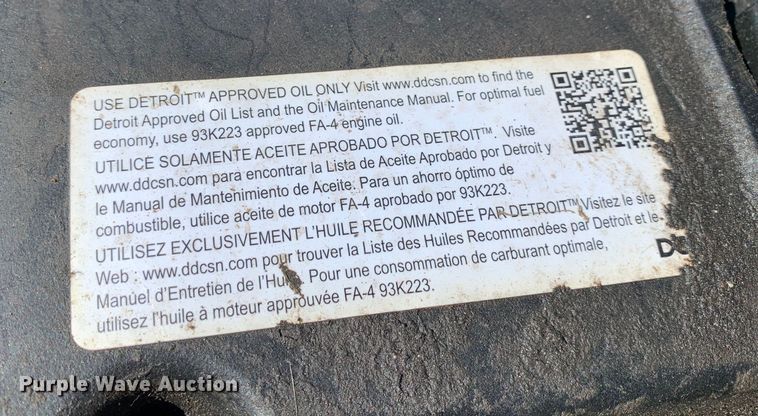 USE DETROIT™ APPROVED OIL ONLY Visit www.ddcsn.com to find the
Detroit Approved Oil List and the Oil Maintenance Manual. For optimal fuel
economy, use 93K223 approved FA-4 engine oil.
UTILICE SOLAMENTE ACEITE APROBADO POR DETROIT™. Visite
www.ddcsn.com para encontrar la Lista de Aceite Aprobado por Detroit y
le Manual de Mantenimiento de Aceite: Para un ahorro óptimo de
combustible, utilice aceite de motor FA-4 aprobado por 93K223.
UTILISEZ EXCLUSIVEMENT L'HUILE RECOMMANDÉE PAR DETROIT™ Visitez le site
Web : www.ddcsn.com pour trouver la Liste des Huiles Recommandées par Detroit et le
Manuel d'Entretien de l'Huile. Pour une consommation de carburant optimale,
utilisez l'huile à moteur approuvée FA-4 93K223.
Purple Wave Auction